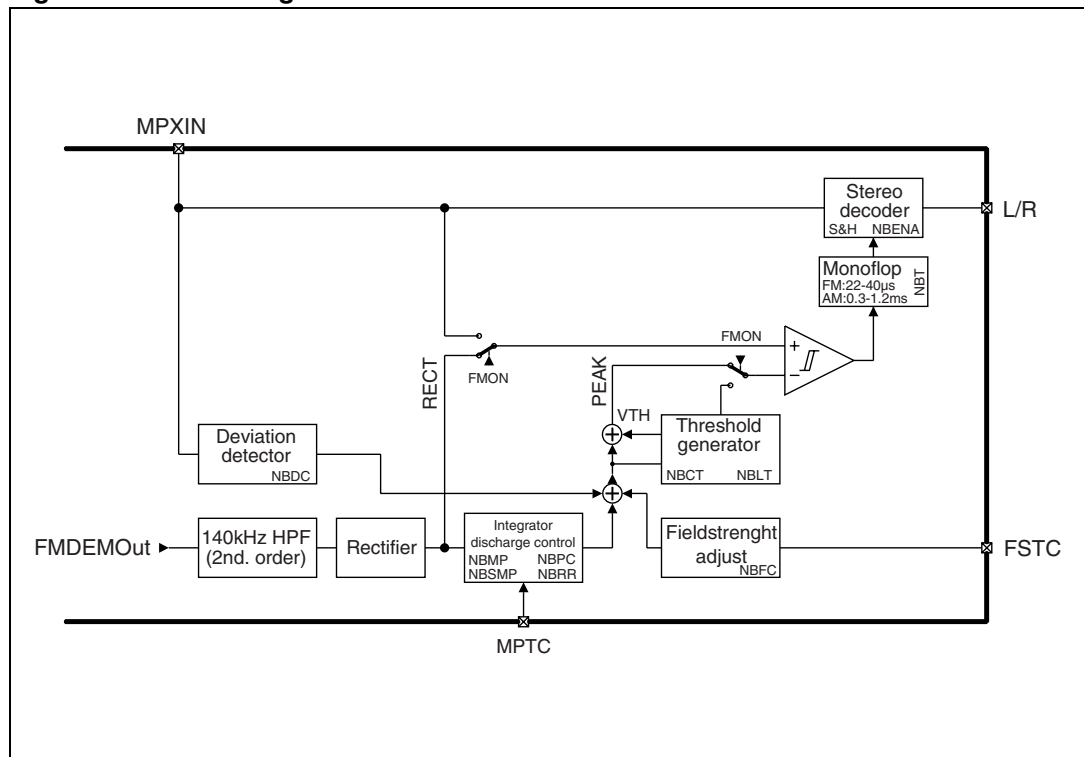 MPXIN
Stereo
decoder
S&H NBENA
L/R
Monoflop
FM:22-40µs
AM:0.3-1.2ms
NBT
FMON
FMON
RECT
PEAK
VTH
Threshold
generator
NBCT NBLT
Deviation
detector
NBDC
FMDEMOut
140kHz HPF
(2nd. order)
Rectifier
Integrator
discharge control
NBMP NBPC
NBSMP NBRR
Fieldstrenght
adjust
NBFC
FSTC
MPTC